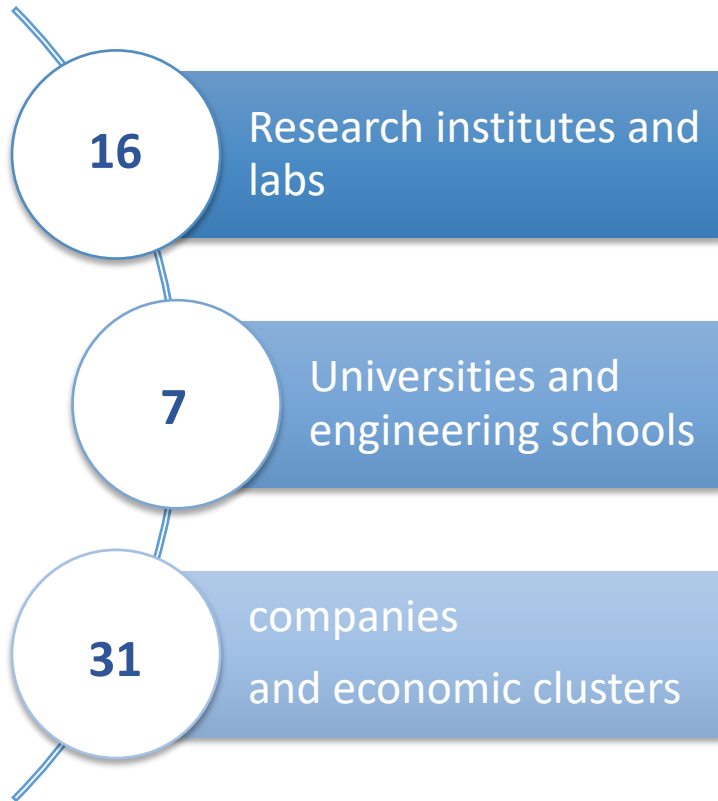 16
Research institutes and
labs
7
Universities and
engineering schools
31
companies
and economic clusters